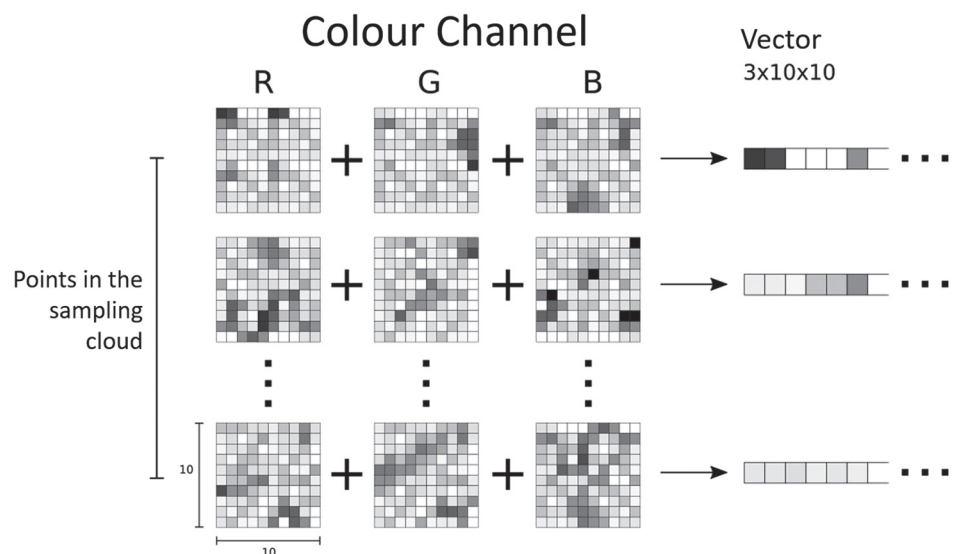 Colour Channel
R
G
B
Vector
3x10x10
+
+
+
+
Points in the
sampling
cloud
10
+
+
10